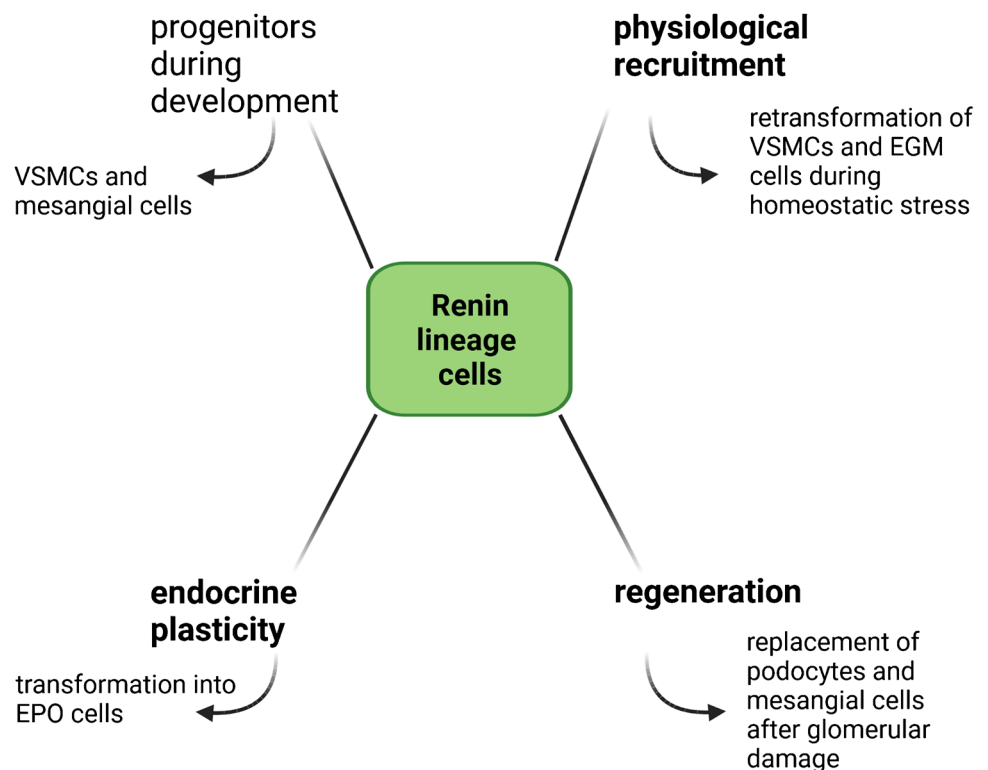 progenitors
during
development
VSMCs and
mesangial cells
physiological
recruitment
retransformation of
VSMCs and EGM
cells during
homeostatic stress
Renin
lineage
cells
endocrine
plasticity
transformation into
EPO cells
regeneration
replacement of
podocytes and
mesangial cells
after glomerular
damage